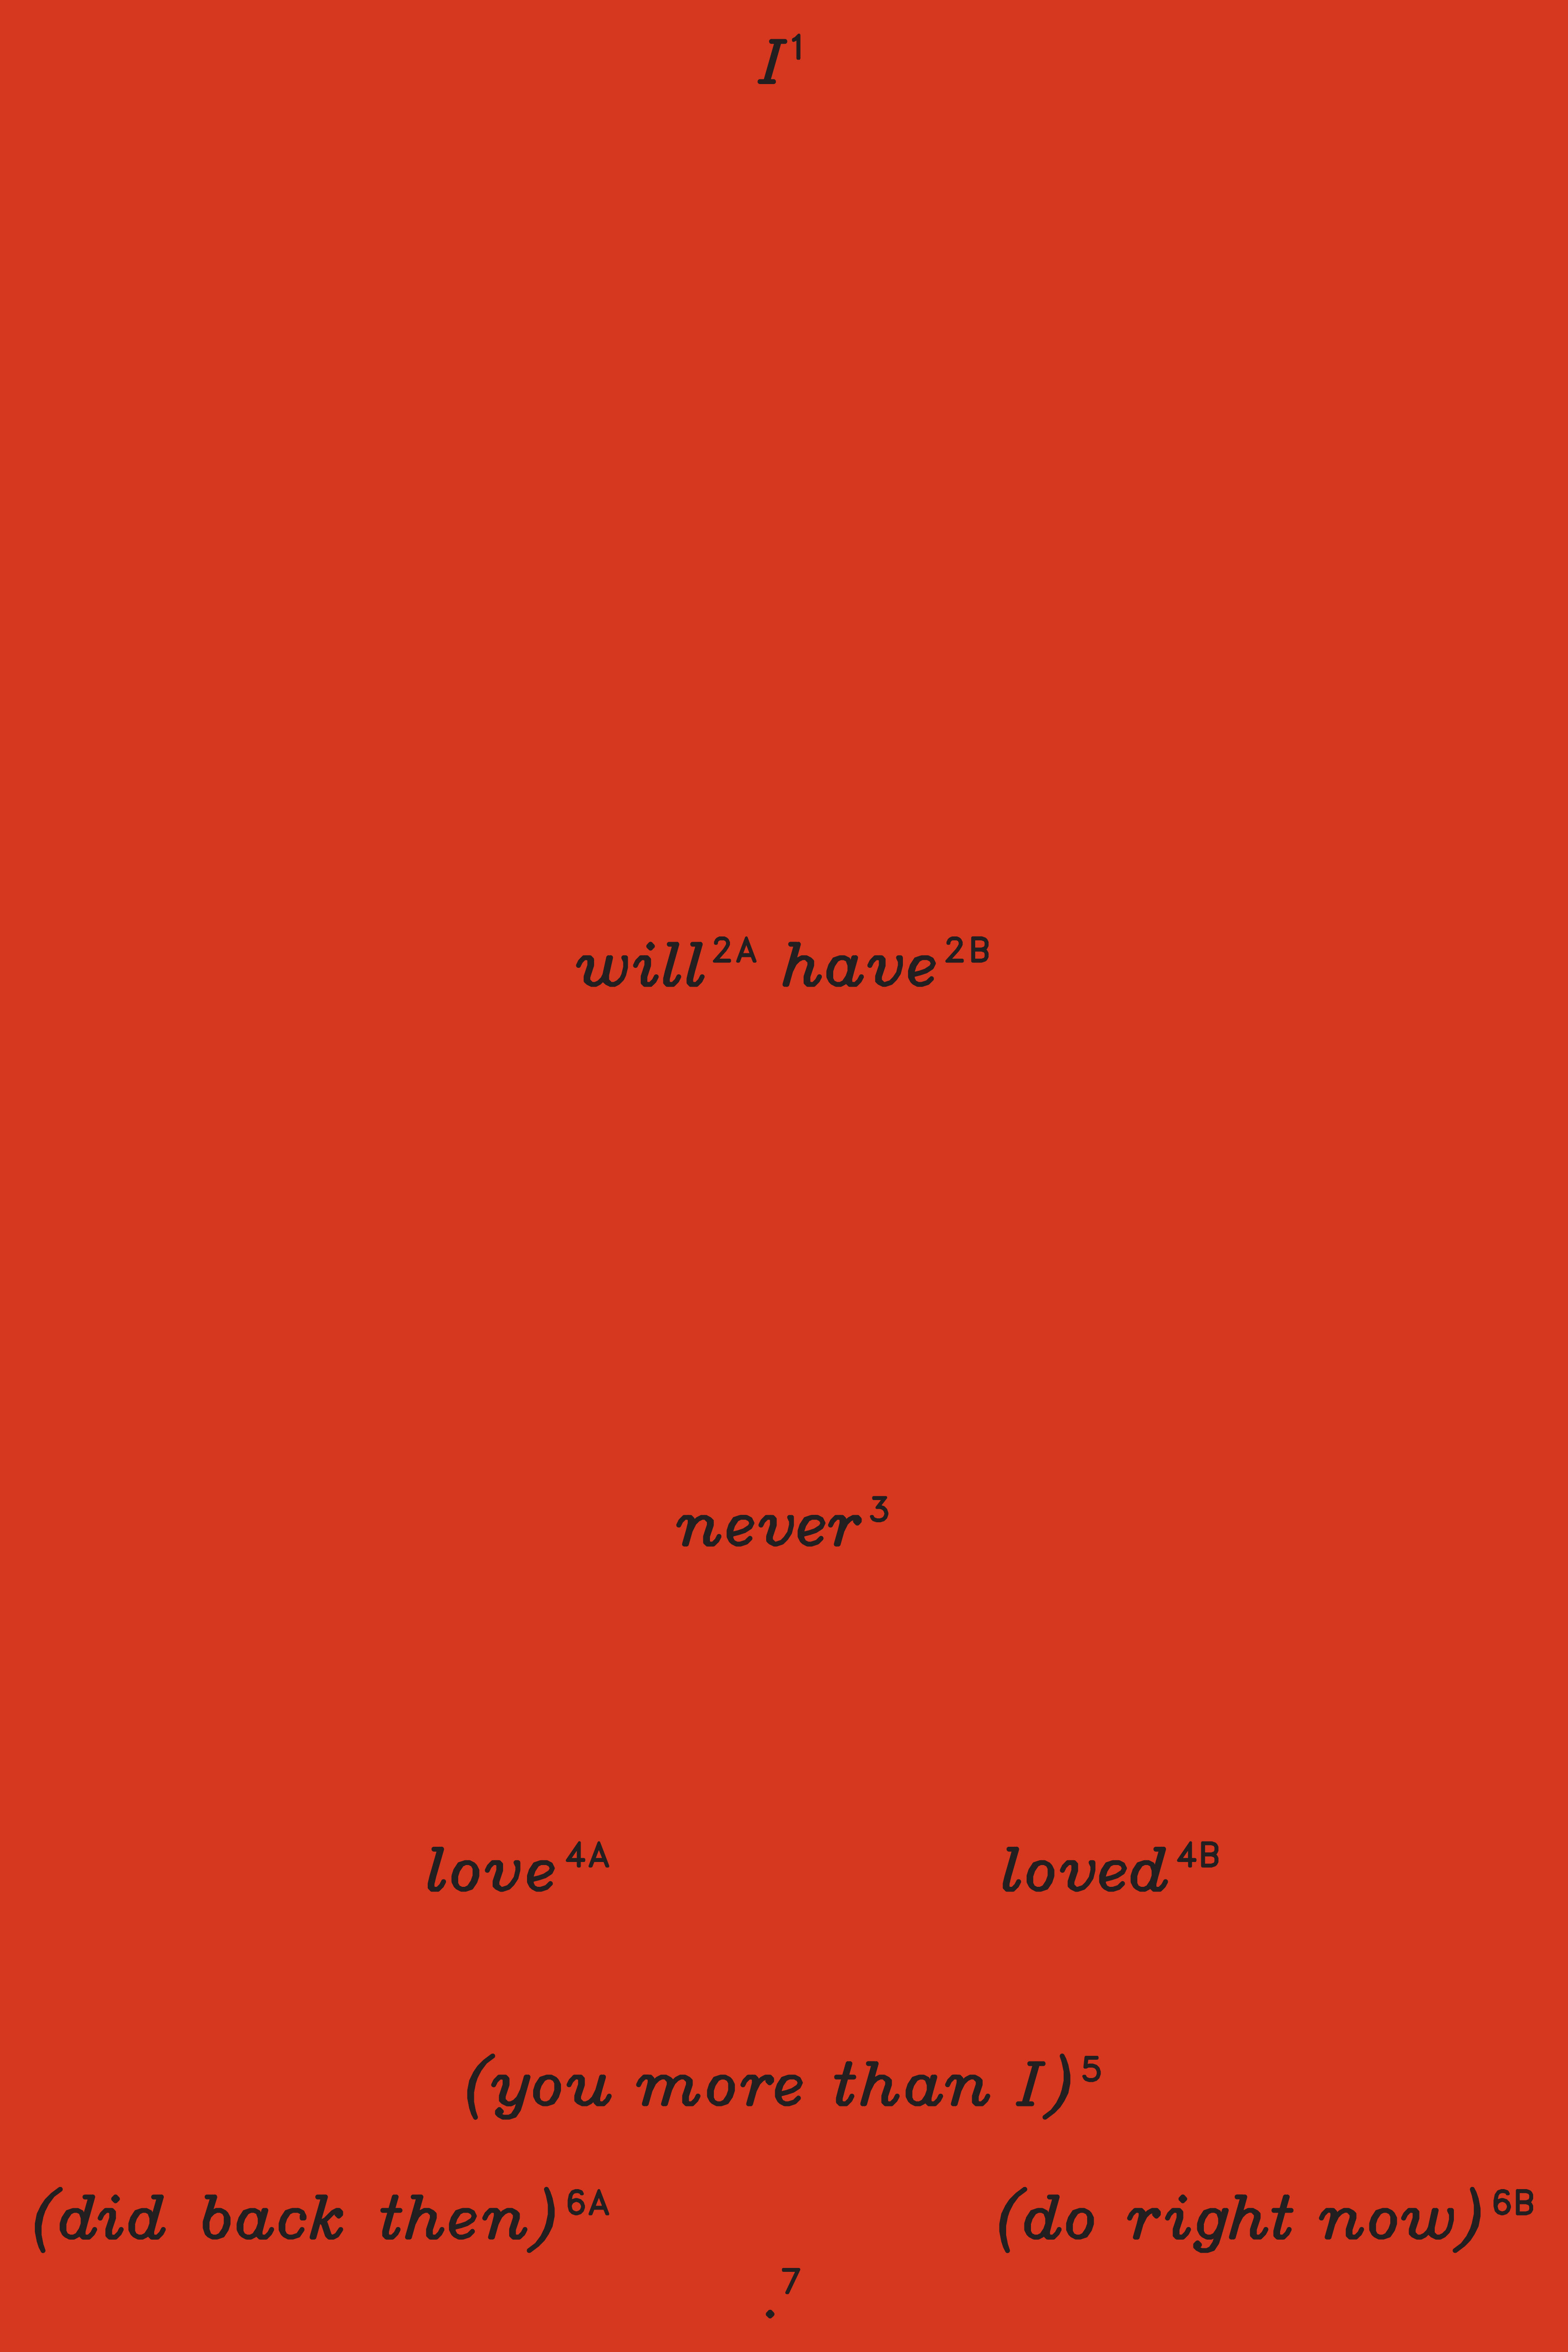 I¹
will²ᴬ have²ᴮ
never³
love⁴ᴬ loved⁴ᴮ
(you more than I)⁵
(did back then)⁶ᴬ (do right now)⁶ᴮ
.⁷